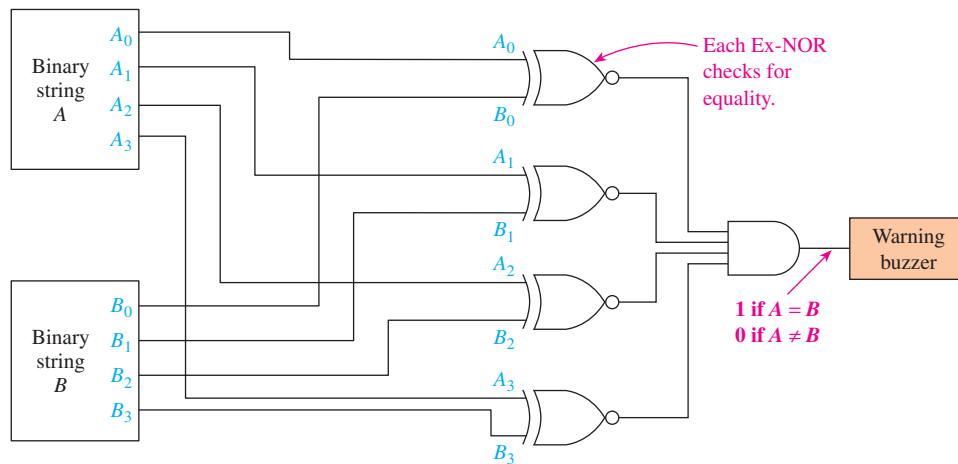 Binary
string
A
A₀
A₁
A₂
A₃
Binary
string
B
B₀
B₁
B₂
B₃
A₀
B₀
A₁
B₁
A₂
B₂
A₃
B₃
Each Ex-NOR
checks for
equality.
1 if A = B
0 if A ≠ B
Warning
buzzer